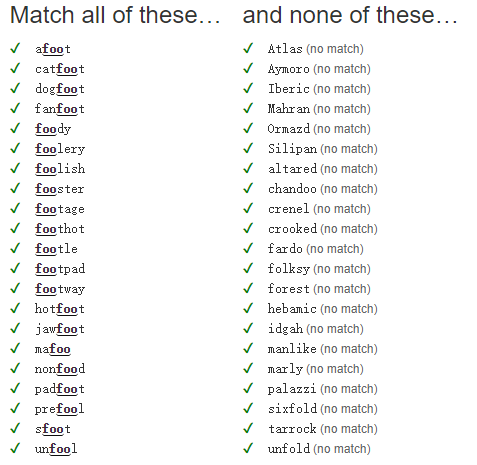 Match all of these… and none of these…
✓ afoot ✓ Atlas (no match)
✓ catfoot ✓ Aymoro (no match)
✓ dogfoot ✓ Iberic (no match)
✓ fanfoot ✓ Mahran (no match)
✓ foody ✓ Ormazd (no match)
✓ foolery ✓ Silipan (no match)
✓ foolish ✓ altared (no match)
✓ fooster ✓ chandoo (no match)
✓ footage ✓ crenel (no match)
✓ foothot ✓ crooked (no match)
✓ footle ✓ fardo (no match)
✓ footpad ✓ folksy (no match)
✓ footway ✓ forest (no match)
✓ hotfoot ✓ hebamic (no match)
✓ jawfoot ✓ idgah (no match)
✓ mafoo ✓ manlike (no match)
✓ nonfood ✓ marly (no match)
✓ padfoot ✓ palazzi (no match)
✓ prefool ✓ sixfold (no match)
✓ sfoot ✓ tarrock (no match)
✓ unfool ✓ unfold (no match)